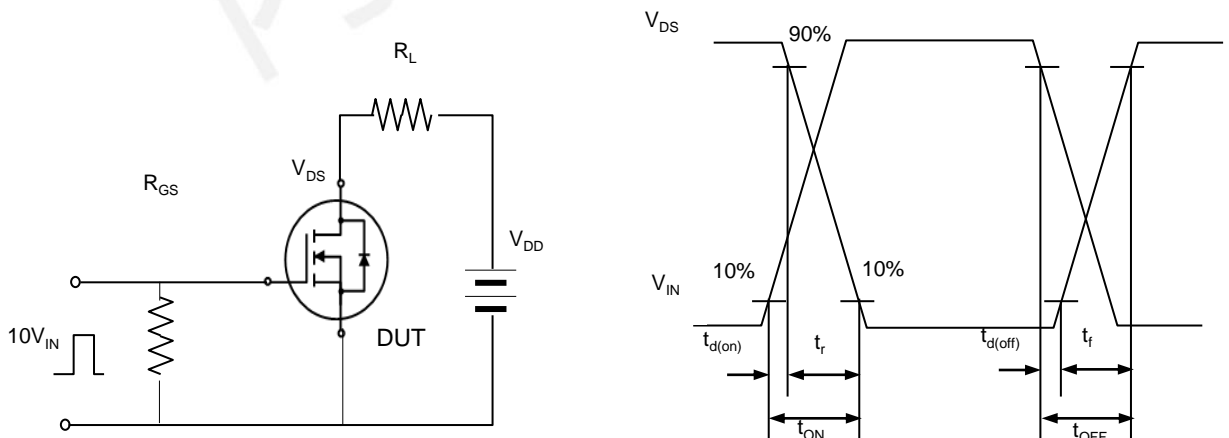 R_L
V_DS
R_GS
V_DD
10V_IN
DUT
V_DS
90%
10%
10%
V_IN
t_d(on)
t_r
t_d(off)
t_f
t_ON
t_OFF